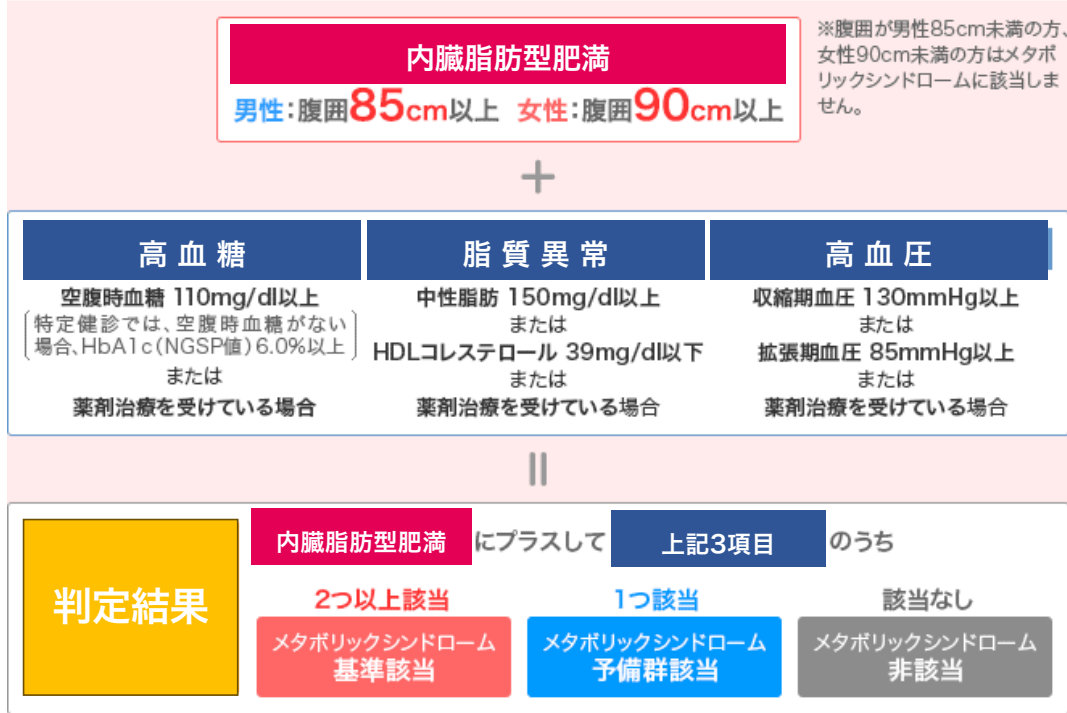 内臓脂肪型肥満
男性：腹囲85cm以上 女性：腹囲90cm以上
※腹囲が男性85cm未満の方、
女性90cm未満の方はメタボ
リックシンドロームに該当しま
せん。
+
高血糖
空腹時血糖 110mg/dl以上
特定健診では、空腹時血糖がない
場合、HbA1c（NGSP値）6.0%以上
または
薬剤治療を受けている場合
脂質異常
中性脂肪 150mg/dl以上
または
HDLコレステロール 39mg/dl以下
または
薬剤治療を受けている場合
高血圧
収縮期血圧 130mmHg以上
または
拡張期血圧 85mmHg以上
または
薬剤治療を受けている場合
判定結果
内臓脂肪型肥満 にプラスして 上記3項目 のうち
2つ以上該当
メタボリックシンドローム
基準該当
1つ該当
メタボリックシンドローム
予備群該当
該当なし
メタボリックシンドローム
非該当